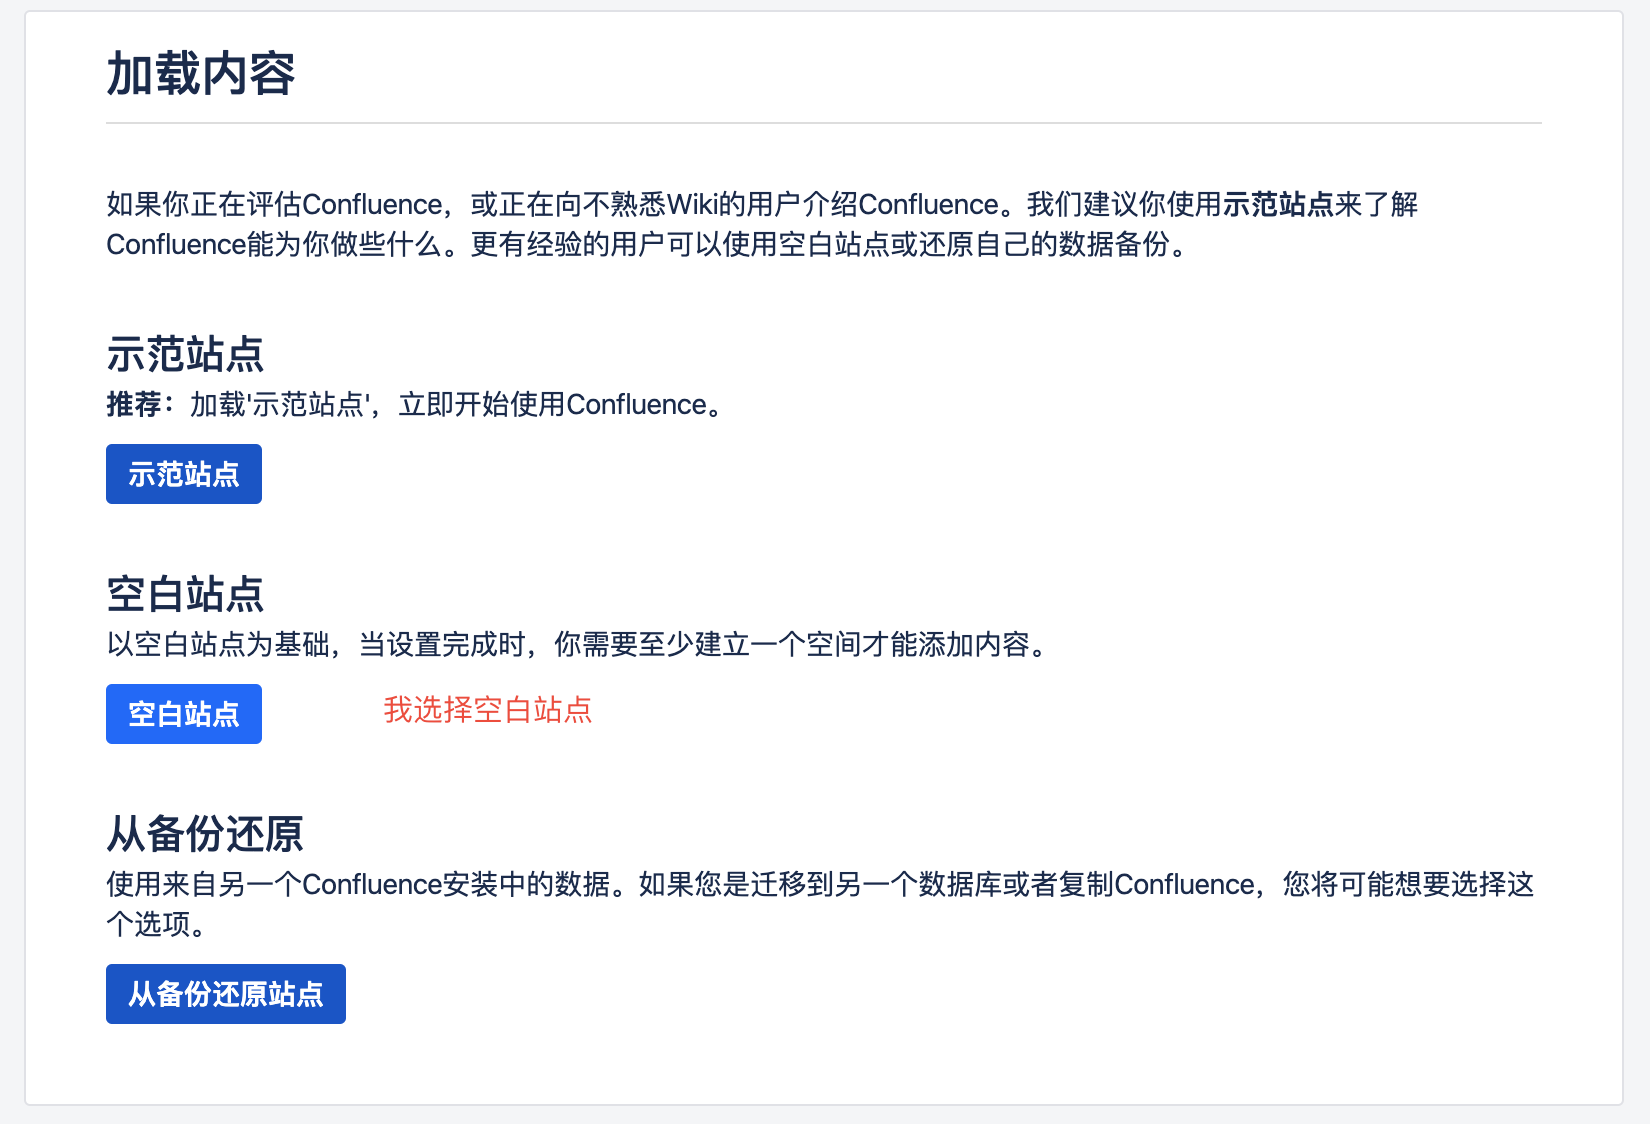 加载内容
如果你正在评估Confluence，或正在向不熟悉Wiki的用户介绍Confluence。我们建议你使用示范站点来了解
Confluence能为你做些什么。更有经验的用户可以使用空白站点或还原自己的数据备份。
示范站点
推荐：加载'示范站点'，立即开始使用Confluence。
示范站点
空白站点
以空白站点为基础，当设置完成时，你需要至少建立一个空间才能添加内容。
空白站点
我选择空白站点
从备份还原
使用来自另一个Confluence安装中的数据。如果您是迁移到另一个数据库或者复制Confluence，您将可能想要选择这
个选项。
从备份还原站点